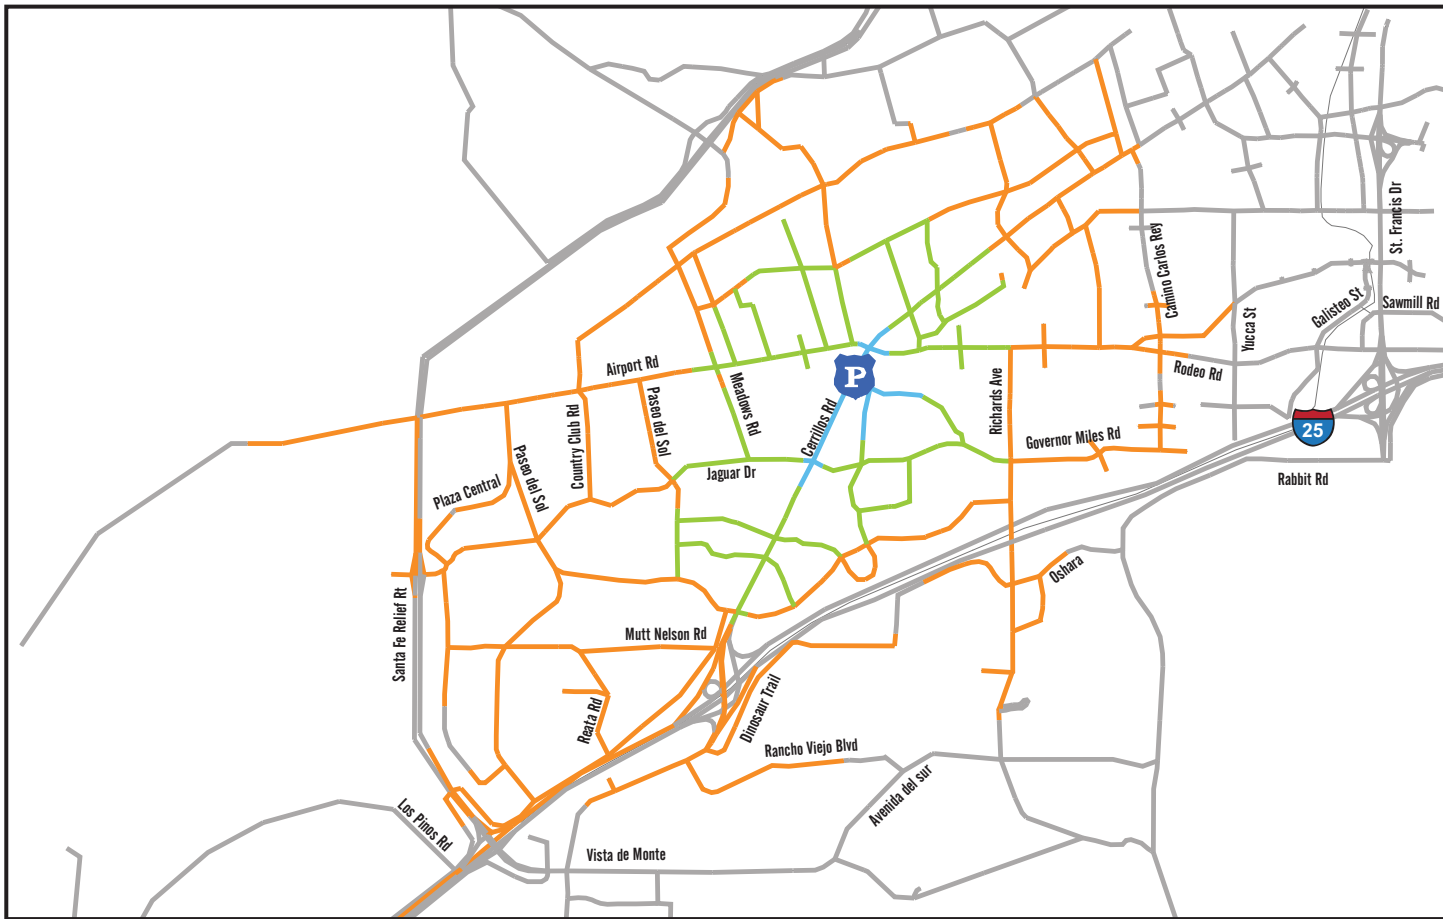 St. Francis Dr
Camino Carlos Rey
Galisteo St
Sawmill Rd
Yucca St
Airport Rd
Rodeo Rd
P
Meadows Rd
Paseo del Sol
Cerrillos Rd
Richards Ave
Country Club Rd
25
Governor Miles Rd
Jaguar Dr
Paseo del Sol
Plaza Central
Rabbit Rd
Oshara
Santa Fe Relief Rt
Mutt Nelson Rd
Dinosaur Trail
Reata Rd
Rancho Viejo Blvd
Avenida del sur
Los Pinos Rd
Vista de Monte